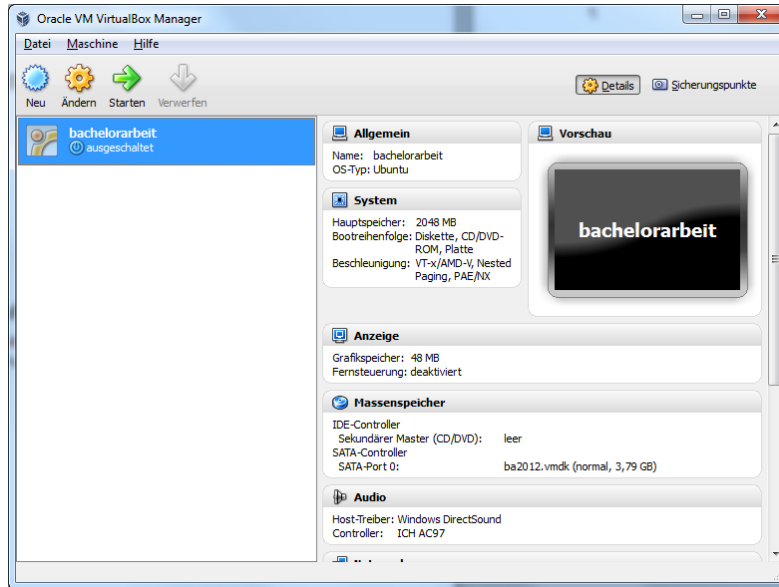 Oracle VM VirtualBox Manager
Datei Maschine Hilfe
Neu Ändern Starten Verwerfen
Details Sicherungspunkte
bachelorarbeit
ausgeschaltet
Allgemein
Name: bachelorarbeit
OS-Typ: Ubuntu
System
Hauptspeicher: 2048 MB
Bootreihenfolge: Diskette, CD/DVD-
ROM, Platte
Beschleunigung: VT-x/AMD-V, Nested
Paging, PAE/NX
Vorschau
bachelorarbeit
Anzeige
Grafikspeicher: 48 MB
Fernsteuerung: deaktiviert
Massenspeicher
IDE-Controller
Sekundärer Master (CD/DVD): leer
SATA-Controller
SATA-Port 0: ba2012.vmdk (normal, 3,79 GB)
Audio
Host-Treiber: Windows DirectSound
Controller: ICH AC97